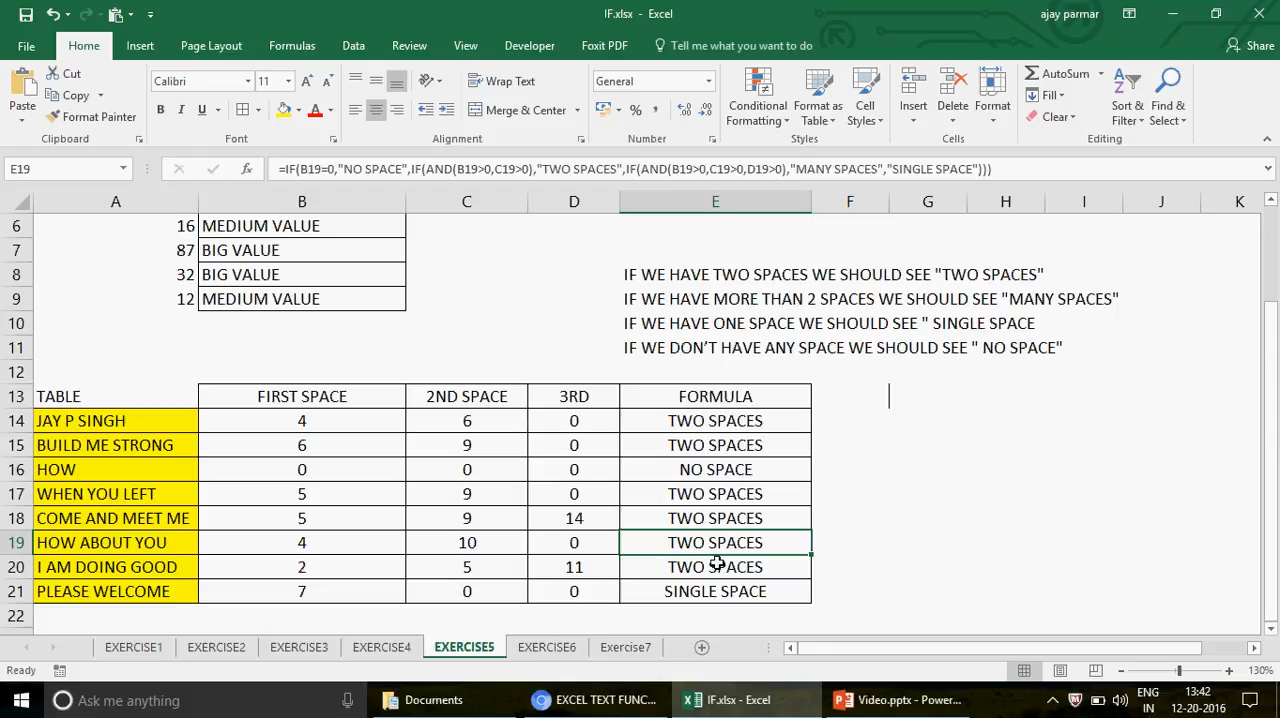 IF.xlsx - Excel
ajay parmar
File Home Insert Page Layout Formulas Data Review View Developer Foxit PDF Tell me what you want to do Share
Paste
Cut
Copy
Format Painter
Clipboard
Calibri 11
B I U
Font
Wrap Text
Merge & Center
Alignment
General
Number
Conditional Formatting
Format as Table
Cell Styles
Styles
Insert Delete Format
Cells
AutoSum
Fill
Clear
Sort & Filter
Find & Select
Editing
E19 fx =IF(B19=0,"NO SPACE",IF(AND(B19>0,C19>0),"TWO SPACES",IF(AND(B19>0,C19>0,D19>0),"MANY SPACES","SINGLE SPACE")))
A B C D E F G H I J K
6 16 MEDIUM VALUE
7 87 BIG VALUE
8 32 BIG VALUE IF WE HAVE TWO SPACES WE SHOULD SEE "TWO SPACES"
9 12 MEDIUM VALUE IF WE HAVE MORE THAN 2 SPACES WE SHOULD SEE "MANY SPACES"
10 IF WE HAVE ONE SPACE WE SHOULD SEE " SINGLE SPACE
11 IF WE DON'T HAVE ANY SPACE WE SHOULD SEE " NO SPACE"
12
13 TABLE FIRST SPACE 2ND SPACE 3RD FORMULA
14 JAY P SINGH 4 6 0 TWO SPACES
15 BUILD ME STRONG 6 9 0 TWO SPACES
16 HOW 0 0 0 NO SPACE
17 WHEN YOU LEFT 5 9 0 TWO SPACES
18 COME AND MEET ME 5 9 14 TWO SPACES
19 HOW ABOUT YOU 4 10 0 TWO SPACES
20 I AM DOING GOOD 2 5 11 TWO SPACES
21 PLEASE WELCOME 7 0 0 SINGLE SPACE
22
EXERCISE1 EXERCISE2 EXERCISE3 EXERCISE4 EXERCISE5 EXERCISE6 Exercise7
Ready 130%
Ask me anything Documents EXCEL TEXT FUNC... IF.xlsx - Excel Video.pptx - Power... ENG 13:42
IN 12-20-2016